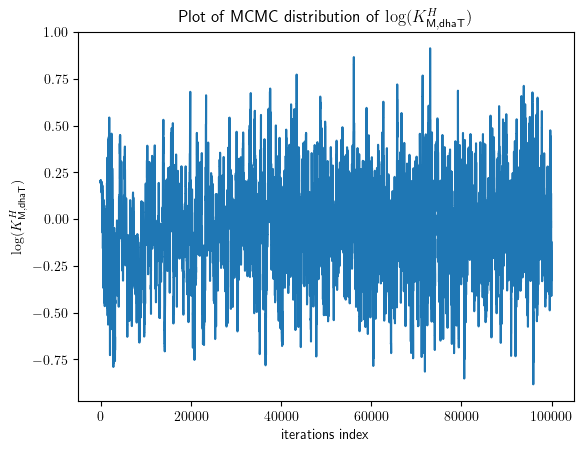 Plot of MCMC distribution of log(K^H_M,dhaT)
1.00
0.75
0.50
0.25
0.00
−0.25
−0.50
−0.75
log(K^H_M,dhaT)
0 20000 40000 60000 80000 100000
iterations index